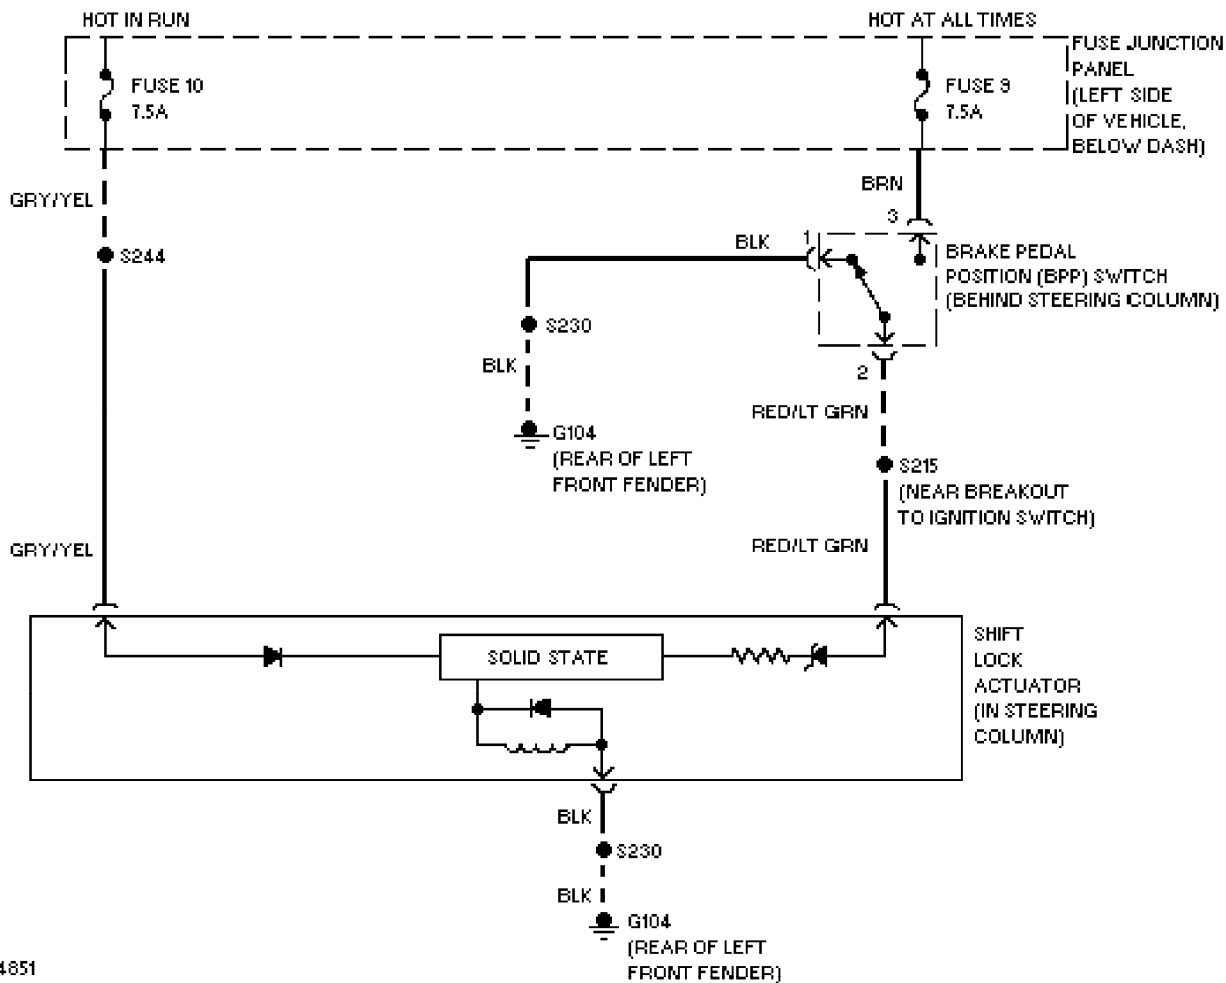 HOT IN RUN
HOT AT ALL TIMES
FUSE 10
7.5A
FUSE 9
7.5A
FUSE JUNCTION
PANEL
(LEFT SIDE
OF VEHICLE,
BELOW DASH)
GRY/YEL
BRN
3
S244
BLK
1
BRAKE PEDAL
POSITION (BPP) SWITCH
(BEHIND STEERING COLUMN)
S230
BLK
2
RED/LT GRN
G104
(REAR OF LEFT
FRONT FENDER)
S215
(NEAR BREAKOUT
TO IGNITION SWITCH)
GRY/YEL
RED/LT GRN
SOLID STATE
SHIFT
LOCK
ACTUATOR
(IN STEERING
COLUMN)
BLK
S230
BLK
G104
(REAR OF LEFT
FRONT FENDER)
4851